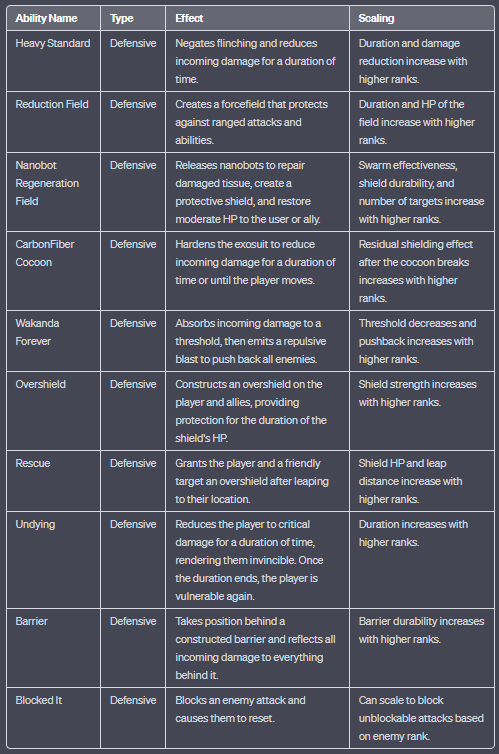 Ability Name Type Effect Scaling
Heavy Standard Defensive Negates flinching and reduces Duration and damage
incoming damage for a duration of reduction increase with
time. higher ranks.
Reduction Field Defensive Creates a forcefield that protects Duration and HP of the
against ranged attacks and field increase with higher
abilities. ranks.
Nanobot Defensive Releases nanobots to repair Swarm effectiveness,
Regeneration damaged tissue, create a shield durability, and
Field protective shield, and restore number of targets increase
moderate HP to the user or ally. with higher ranks.
CarbonFiber Defensive Hardens the exosuit to reduce Residual shielding effect
Cocoon incoming damage for a duration of after the cocoon breaks
time or until the player moves. increases with higher
ranks.
Wakanda Defensive Absorbs incoming damage to a Threshold decreases and
Forever threshold, then emits a repulsive pushback increases with
blast to push back all enemies. higher ranks.
Overshield Defensive Constructs an overshield on the Shield strength increases
player and allies, providing with higher ranks.
protection for the duration of the
shield's HP.
Rescue Defensive Grants the player and a friendly Shield HP and leap
target an overshield after leaping distance increase with
to their location. higher ranks.
Undying Defensive Reduces the player to critical Duration increases with
damage for a duration of time, higher ranks.
rendering them invincible. Once
the duration ends, the player is
vulnerable again.
Barrier Defensive Takes position behind a Barrier durability increases
constructed barrier and reflects all with higher ranks.
incoming damage to everything
behind it.
Blocked It Defensive Blocks an enemy attack and Can scale to block
causes them to reset. unblockable attacks based
on enemy rank.